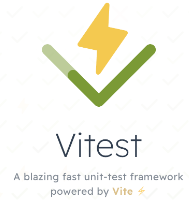 Vitest
A blazing fast unit-test framework
powered by Vite ⚡